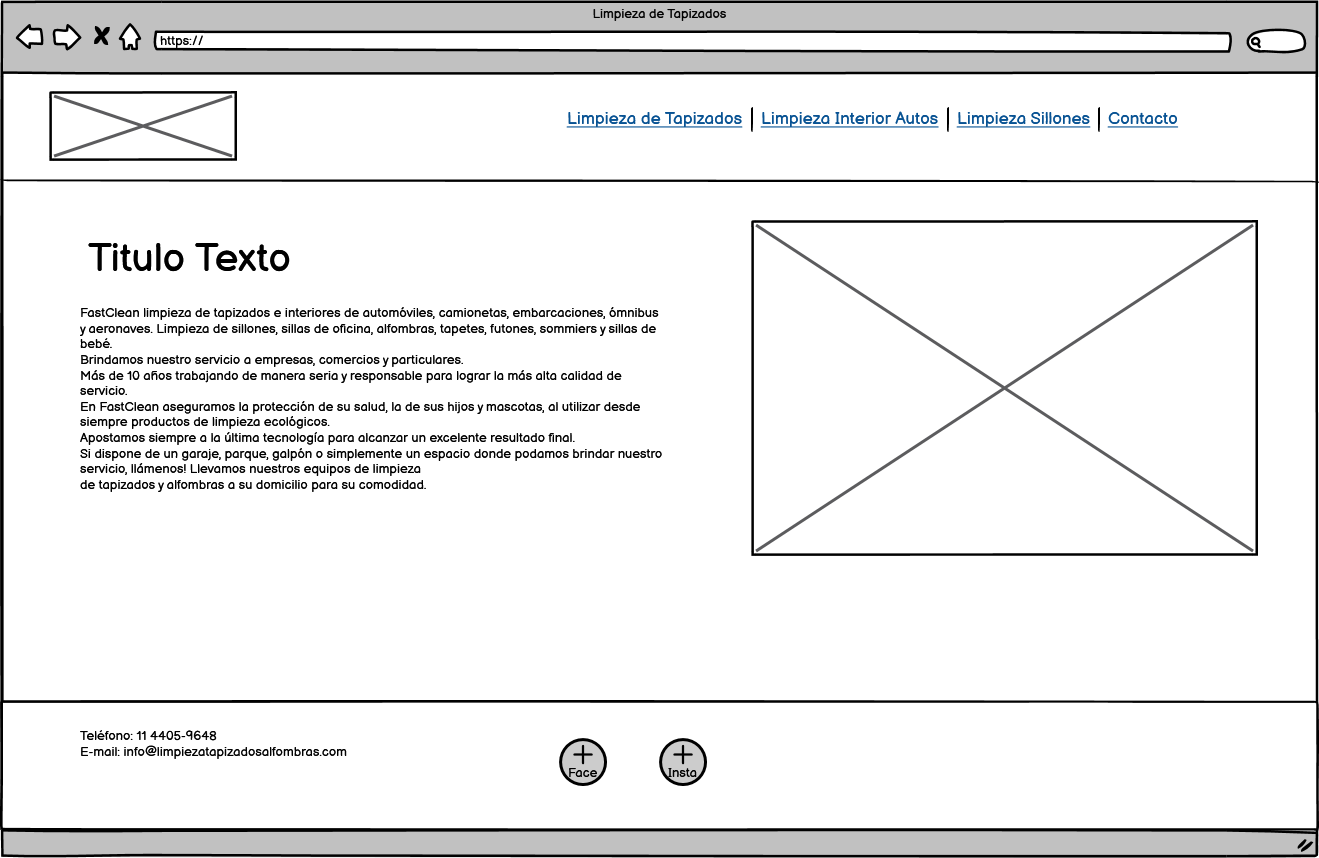 Limpieza de Tapizados
https://
Limpieza de Tapizados | Limpieza Interior Autos | Limpieza Sillones | Contacto
Titulo Texto
FastClean limpieza de tapizados e interiores de automóviles, camionetas, embarcaciones, ómnibus
y aeronaves. Limpieza de sillones, sillas de oficina, alfombras, tapetes, futones, sommiers y sillas de
bebé.
Brindamos nuestro servicio a empresas, comercios y particulares.
Más de 10 años trabajando de manera seria y responsable para lograr la más alta calidad de
servicio.
En FastClean aseguramos la protección de su salud, la de sus hijos y mascotas, al utilizar desde
siempre productos de limpieza ecológicos.
Apostamos siempre a la última tecnología para alcanzar un excelente resultado final.
Si dispone de un garaje, parque, galpón o simplemente un espacio donde podamos brindar nuestro
servicio, llámenos! Llevamos nuestros equipos de limpieza
de tapizados y alfombras a su domicilio para su comodidad.
Teléfono: 11 4405-9648
E-mail: info@limpiezatapizadosalfombras.com
Face
Insta